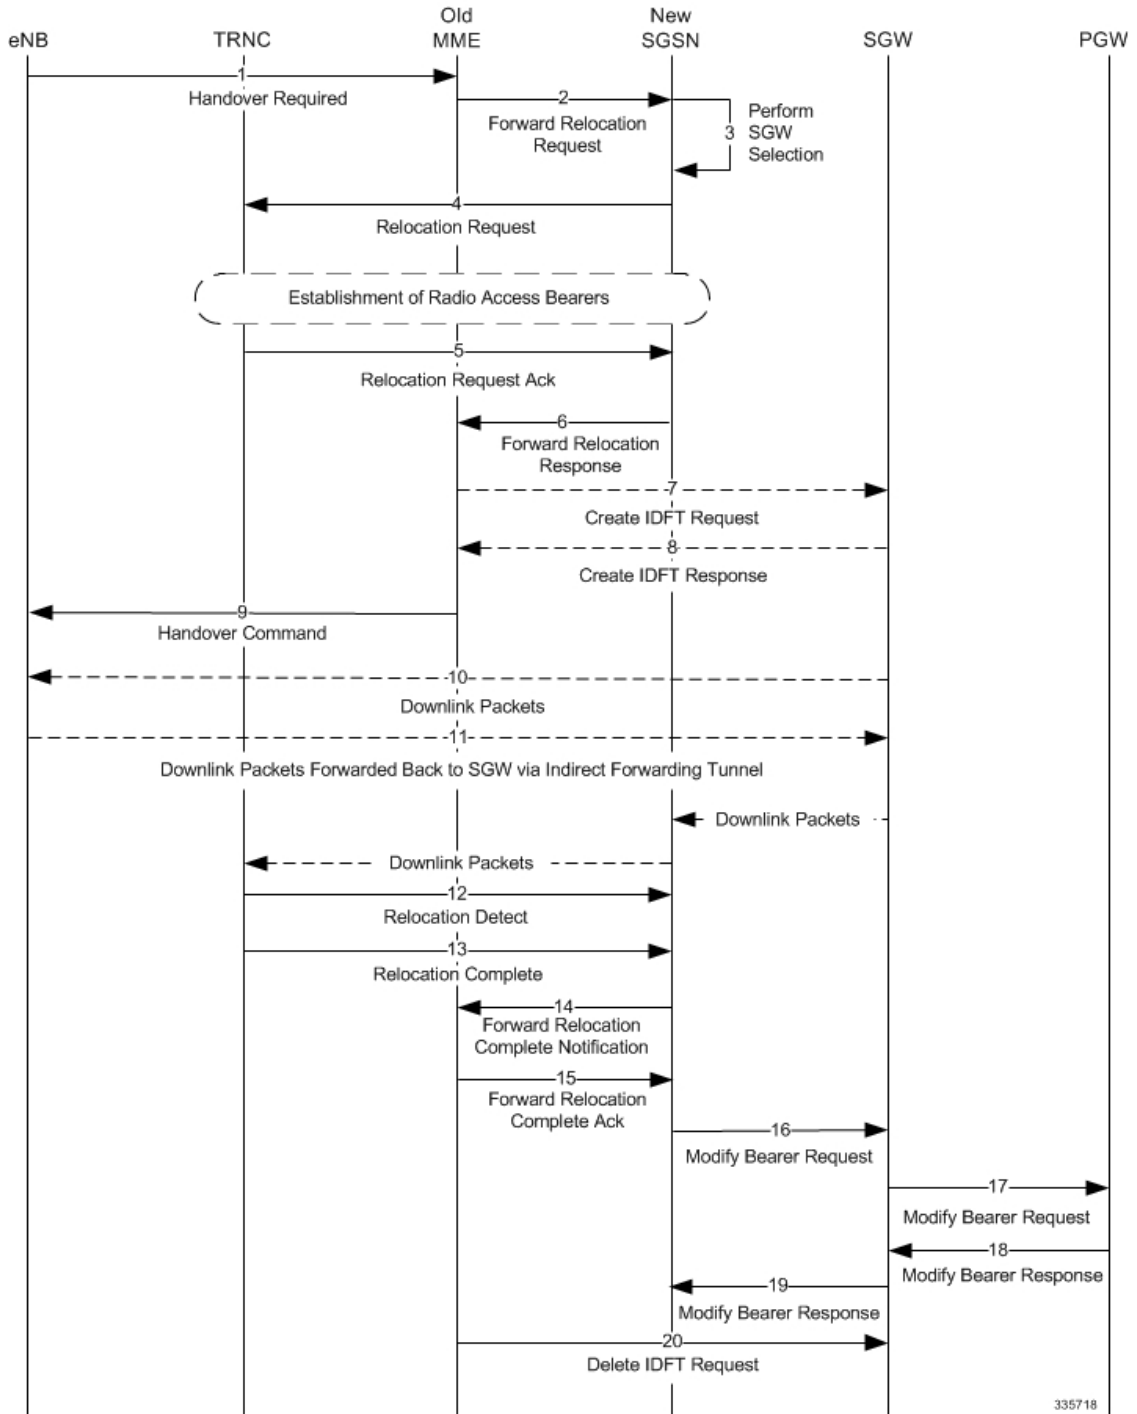 Old
New
eNB
TRNC
MME
SGSN
SGW
PGW
1
Handover Required
2
Forward Relocation
Request
Perform
3 SGW
Selection
4
Relocation Request
Establishment of Radio Access Bearers
5
Relocation Request Ack
6
Forward Relocation
Response
7
Create IDFT Request
8
Create IDFT Response
9
Handover Command
10
Downlink Packets
11
Downlink Packets Forwarded Back to SGW via Indirect Forwarding Tunnel
Downlink Packets
Downlink Packets
12
Relocation Detect
13
Relocation Complete
14
Forward Relocation
Complete Notification
15
Forward Relocation
Complete Ack
16
Modify Bearer Request
17
Modify Bearer Request
18
Modify Bearer Response
19
Modify Bearer Response
20
Delete IDFT Request
335718